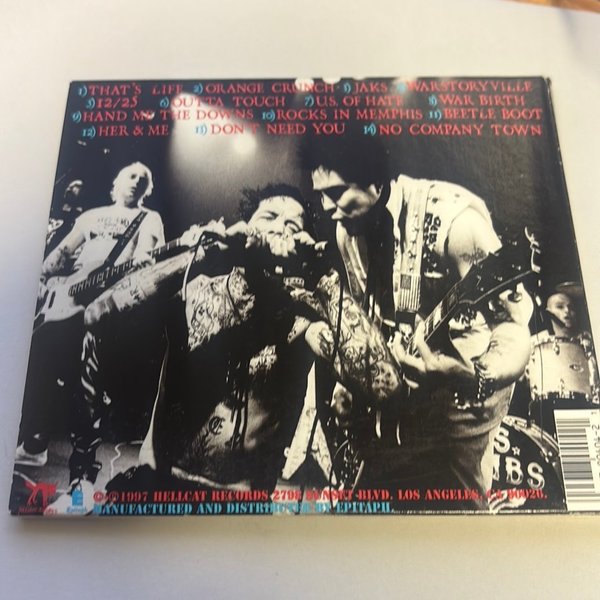 1) THAT'S LIFE 2) ORANGE CRUNCH 3) JAKS 4) WARSTORYVILLE
5) 12/25 6) OUTTA TOUCH 7) U.S. OF HATE 8) WAR BIRTH
9) HAND ME THE DOWNS 10) ROCKS IN MEMPHIS 11) BEETLE BOOT
12) HER & ME 13) DON'T NEED YOU 14) NO COMPANY TOWN
S.
MBS
© ℗ 1997 HELLCAT RECORDS 2798 SUNSET BLVD. LOS ANGELES, CA 90026.
MANUFACTURED AND DISTRIBUTED BY EPITAPH.